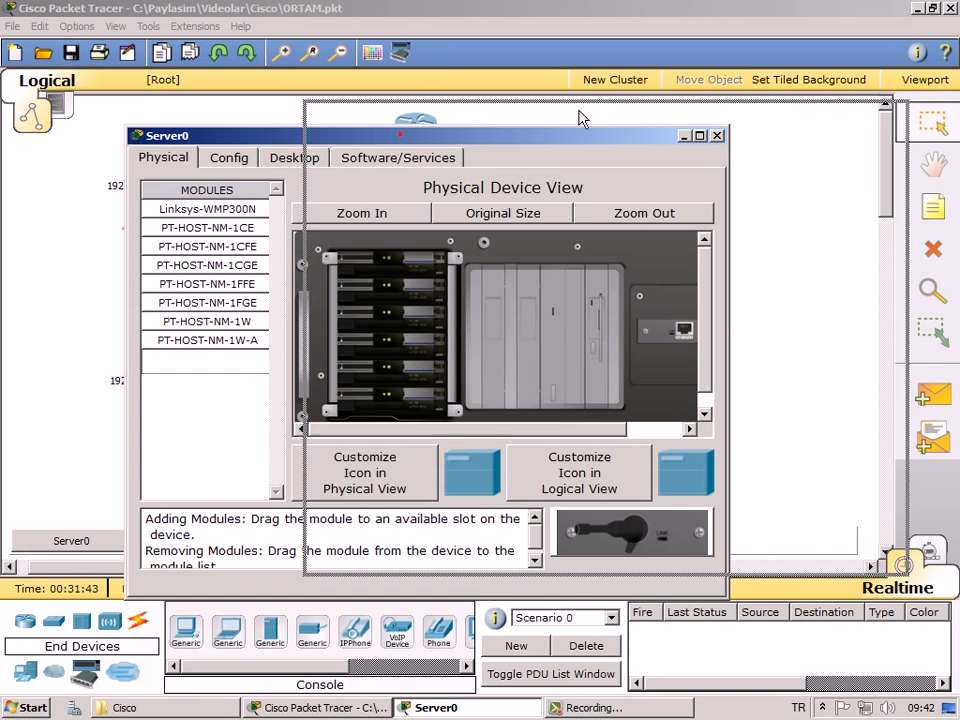 Cisco Packet Tracer - C:\Paylasim\Videolar\Cisco\ORTAM.pkt
File Edit Options View Tools Extensions Help
Logical [Root] New Cluster Move Object Set Tiled Background Viewport
Server0
Physical Config Desktop Software/Services
MODULES
Linksys-WMP300N
PT-HOST-NM-1CE
PT-HOST-NM-1CFE
PT-HOST-NM-1CGE
PT-HOST-NM-1FFE
PT-HOST-NM-1FGE
PT-HOST-NM-1W
PT-HOST-NM-1W-A
Physical Device View
Zoom In Original Size Zoom Out
192
192
Customize
Icon in
Physical View
Customize
Icon in
Logical View
Adding Modules: Drag the module to an available slot on the
device.
Removing Modules: Drag the module from the device to the
module list.
LINK
Server0
Time: 00:31:43 Realtime
End Devices
Generic Generic Generic Generic IPPhone VoIP Device Phone
Console
Scenario 0
New Delete
Toggle PDU List Window
Fire Last Status Source Destination Type Color
Start Cisco Cisco Packet Tracer - C:\... Server0 Recording... TR 09:42